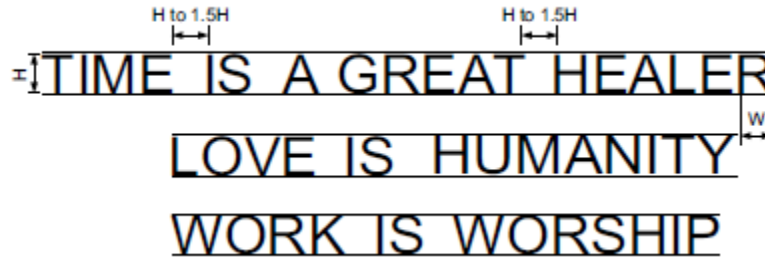 H to 1.5H H to 1.5H
H TIME IS A GREAT HEALER
W
LOVE IS HUMANITY
WORK IS WORSHIP